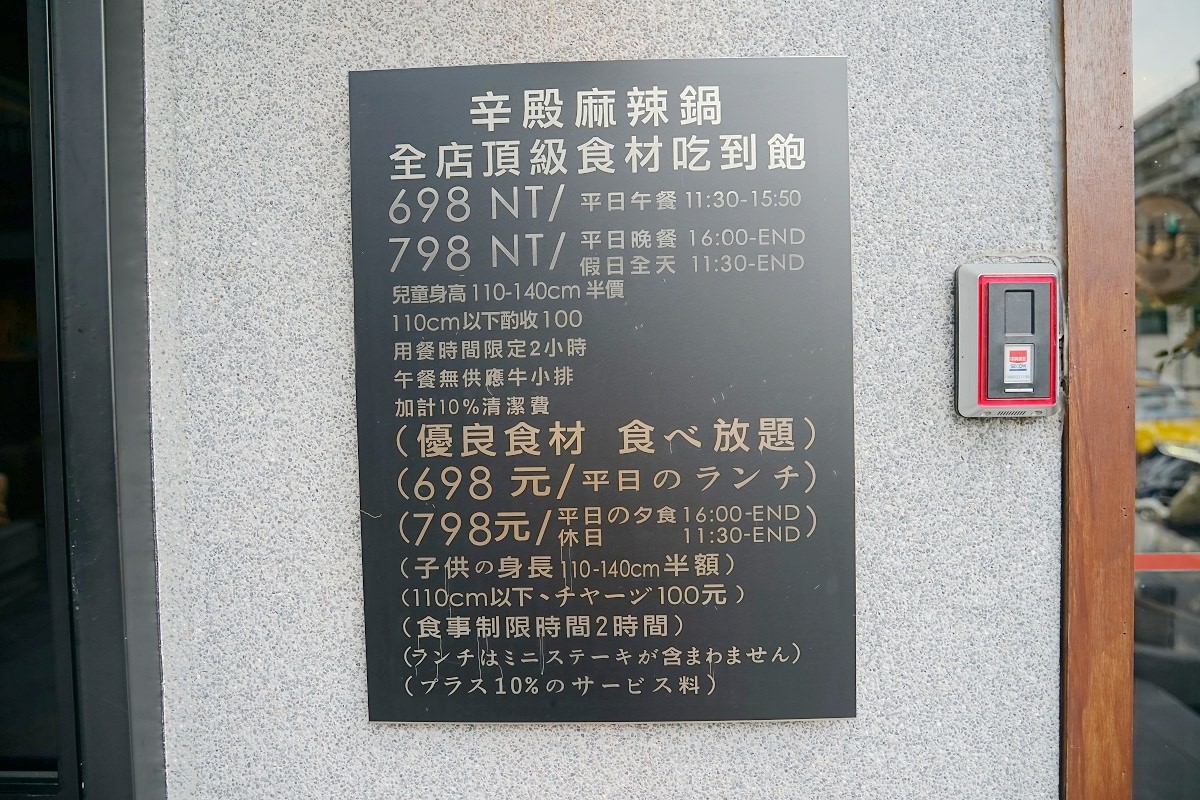 辛殿麻辣鍋
全店頂級食材吃到飽
698 NT/ 平日午餐 11:30-15:50
798 NT/ 平日晚餐 16:00-END
假日全天 11:30-END
兒童身高 110-140cm 半價
110cm以下酌收100
用餐時間限定2小時
午餐無供應牛小排
加計10%清潔費
(優良食材 食べ放題)
(698 元/平日のランチ)
(798元/平日の夕食 16:00-END
休日 11:30-END)
(子供の身長 110-140cm 半額)
(110cm以下、チャーヅ 100元)
(食事制限時間2時間)
(ランチはミニステーキが含まわません)
(プラス10%のサービス料)
SECOM